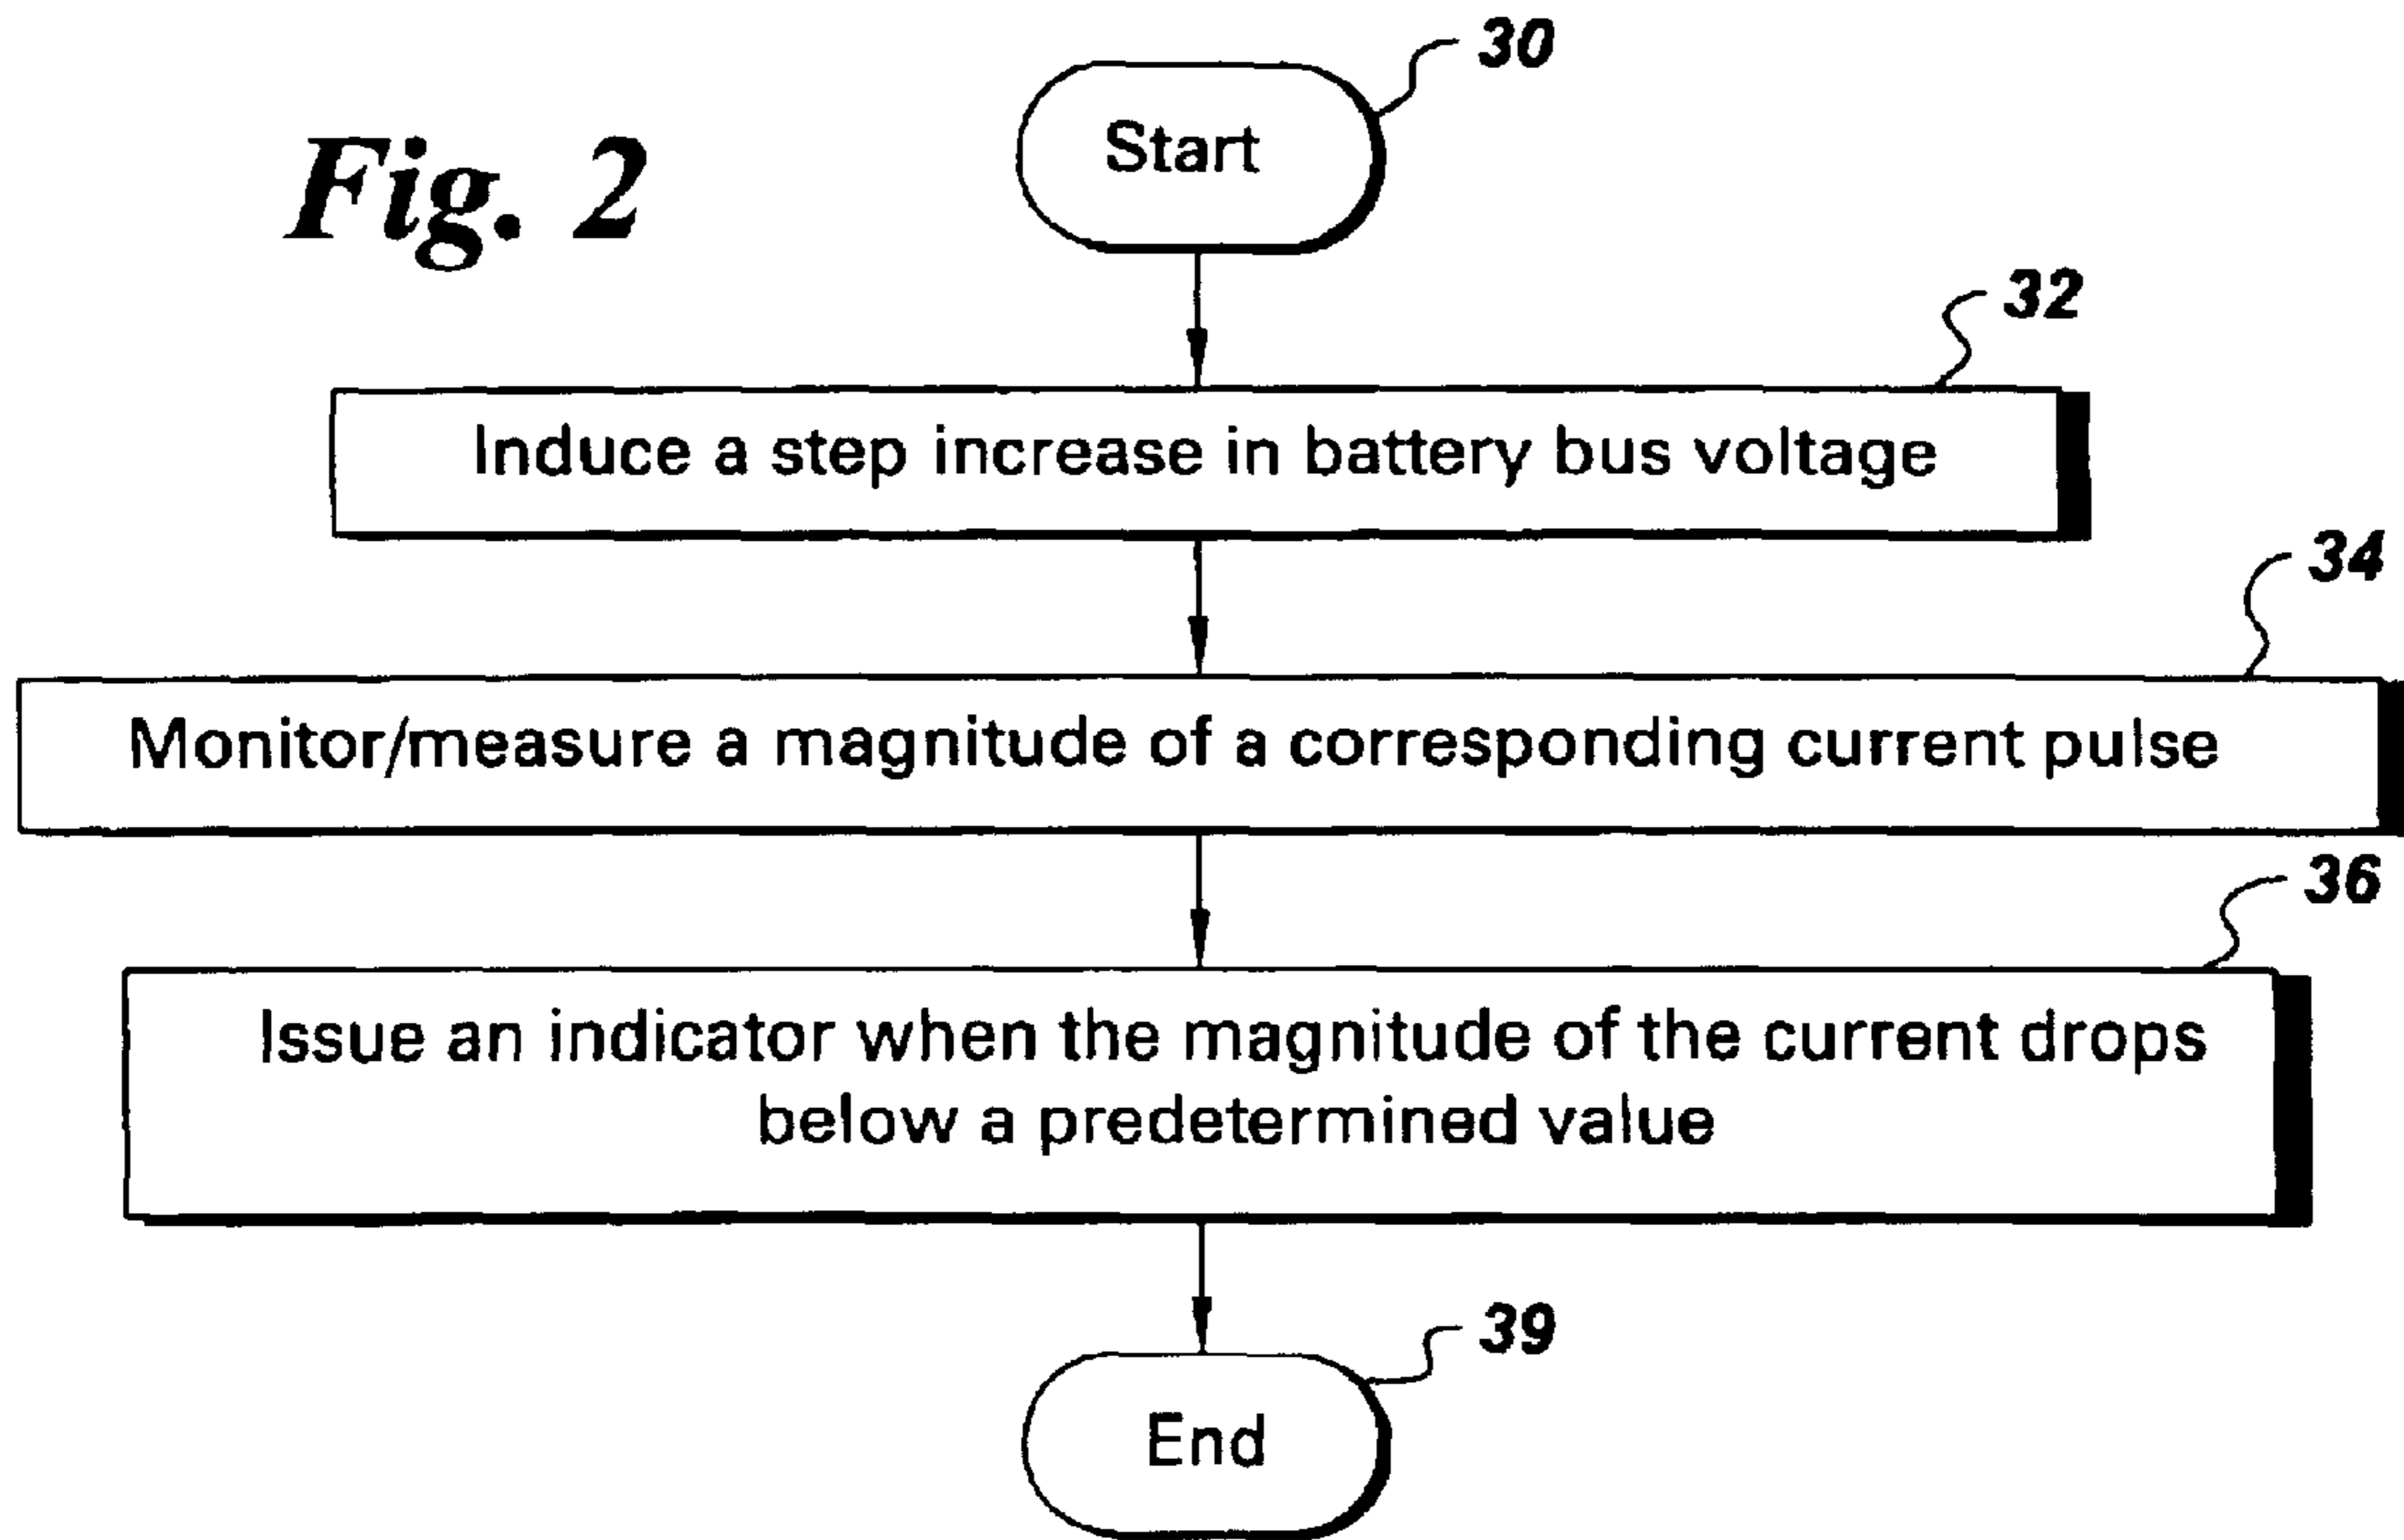 Fig. 2
30
Start
32
Induce a step increase in battery bus voltage
34
Monitor/measure a magnitude of a corresponding current pulse
36
Issue an indicator when the magnitude of the current drops
below a predetermined value
39
End